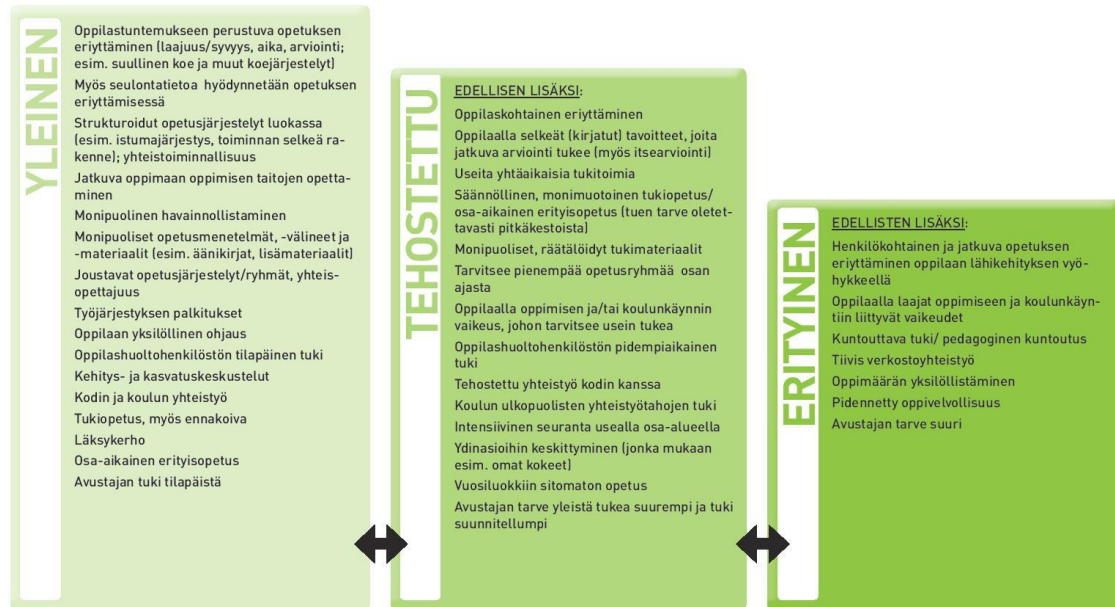 YLEINEN
Oppilastuntemukseen perustuva opetuksen
eriyttäminen (laajuus/syvyys, aika, arviointi;
esim. suullinen koe ja muut koejärjestelyt)
Myös seulontatietoa hyödynnetään opetuksen
eriyttämisessä
Strukturoidut opetusjärjestelyt luokassa
(esim. istumajärjestys, toiminnan selkeä ra-
kenne); yhteistoiminnallisuus
Jatkuva oppimaan oppimisen taitojen opetta-
minen
Monipuolinen havainnollistaminen
Monipuoliset opetusmenetelmät, -välineet ja
-materiaalit (esim. äänikirjat, lisämateriaalit)
Joustavat opetusjärjestelyt/ryhmät, yhteis-
opettajuus
Työjärjestyksen palkitukset
Oppilaan yksilöllinen ohjaus
Oppilashuoltohenkilöstön tilapäinen tuki
Kehitys- ja kasvatuskeskustelut
Kodin ja koulun yhteistyö
Tukiopetus, myös ennakoiva
Läksykerho
Osa-aikainen erityisopetus
Avustajan tuki tilapäistä
TEHOSTETTU
EDELLISEN LISÄKSI:
Oppilaskohtainen eriyttäminen
Oppilaalla selkeät (kirjatut) tavoitteet, joita
jatkuva arviointi tukee (myös itsearviointi)
Useita yhtäaikaisia tukitoimia
Säännöllinen, monimuotoinen tukiopetus/
osa-aikainen erityisopetus (tuen tarve oletet-
tavasti pitkäkestoista)
Monipuoliset, räätälöidyt tukimateriaalit
Tarvitsee pienempää opetusryhmää osan
ajasta
Oppilaalla oppimisen ja/tai koulunkäynnin
vaikeus, johon tarvitsee usein tukea
Oppilashuoltohenkilöstön pidempiaikainen
tuki
Tehostettu yhteistyö kodin kanssa
Koulun ulkopuolisten yhteistyötahojen tuki
Intensiivinen seuranta usealla osa-alueella
Ydinasioihin keskittyminen (jonka mukaan
esim. omat kokeet)
Vuosiluokkiin sitomaton opetus
Avustajan tarve yleistä tukea suurempi ja tuki
suunnitellumpi
ERITYINEN
EDELLISTEN LISÄKSI:
Henkilökohtainen ja jatkuva opetuksen
eriyttäminen oppilaan lähikehityksen vyö-
hykkeellä
Oppilaalla laajat oppimiseen ja koulunkäyn-
tiin liittyvät vaikeudet
Kuntouttava tuki/ pedagoginen kuntoutus
Tiivis verkostoyhteistyö
Oppimäärän yksilöllistäminen
Pidennetty oppivelvollisuus
Avustajan tarve suuri